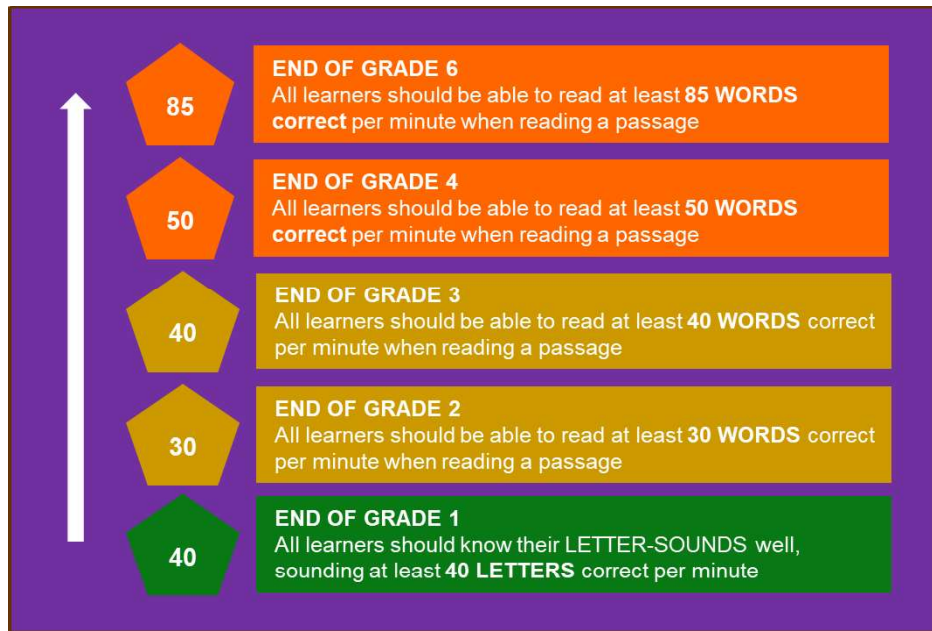 85
END OF GRADE 6
All learners should be able to read at least 85 WORDS
correct per minute when reading a passage
50
END OF GRADE 4
All learners should be able to read at least 50 WORDS
correct per minute when reading a passage
40
END OF GRADE 3
All learners should be able to read at least 40 WORDS correct
per minute when reading a passage
30
END OF GRADE 2
All learners should be able to read at least 30 WORDS correct
per minute when reading a passage
40
END OF GRADE 1
All learners should know their LETTER-SOUNDS well,
sounding at least 40 LETTERS correct per minute